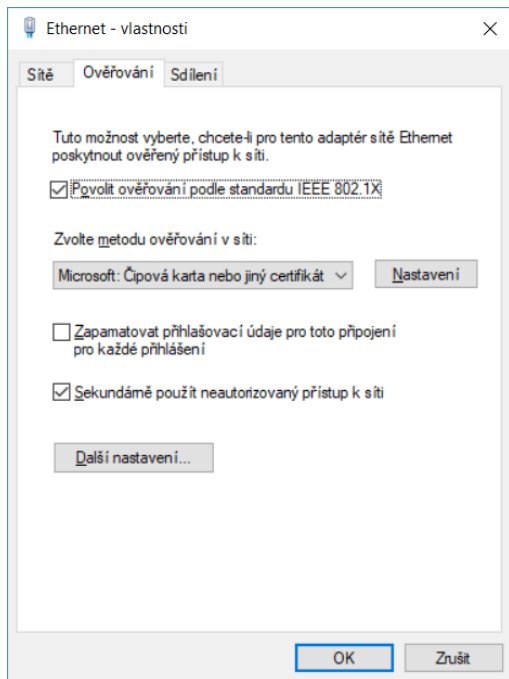 Ethernet - vlastnosti
Sítě Ověřování Sdílení
Tuto možnost vyberte, chcete-li pro tento adaptér sítě Ethernet
poskytnout ověřený přístup k síti.
Povolit ověřování podle standardu IEEE 802.1X
Zvolte metodu ověřování v síti:
Microsoft: Čipová karta nebo jiný certifikát Nastavení
Zapamatovat přihlašovací údaje pro toto připojení
pro každé přihlášení
Sekundárně použít neautorizovaný přístup k síti
Další nastavení...
OK Zrušit